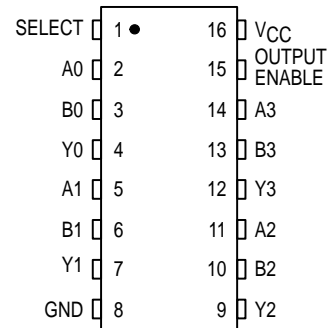 SELECT 1 16 VCC
A0 2 15 OUTPUT ENABLE
B0 3 14 A3
Y0 4 13 B3
A1 5 12 Y3
B1 6 11 A2
Y1 7 10 B2
GND 8 9 Y2